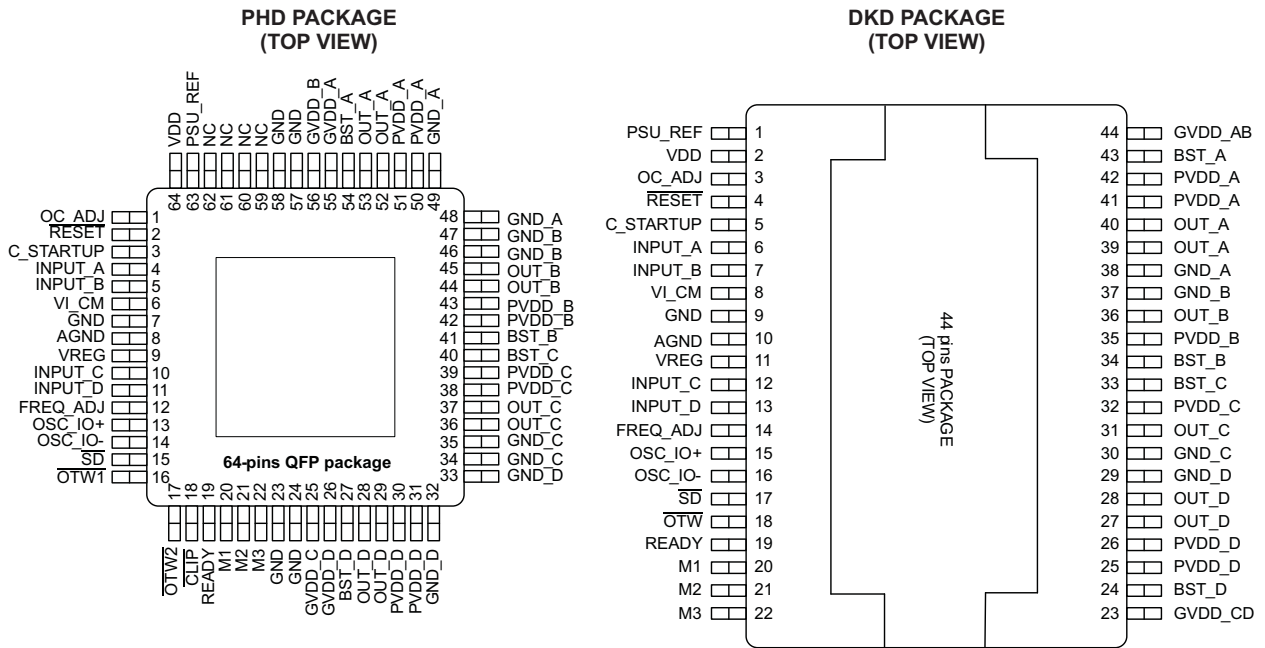 PHD PACKAGE
(TOP VIEW)
VDD
PSU_REF
NC
NC
NC
NC
GND
GND
GVDD_B
GVDD_A
BST_A
OUT_A
OUT_A
PVDD_A
PVDD_A
GND_A
64
63
62
61
60
59
58
57
56
55
54
53
52
51
50
49
OC_ADJ 1
RESET 2
C_STARTUP 3
INPUT_A 4
INPUT_B 5
VI_CM 6
GND 7
AGND 8
VREG 9
INPUT_C 10
INPUT_D 11
FREQ_ADJ 12
OSC_IO+ 13
OSC_IO- 14
SD 15
OTW1 16
48 GND_A
47 GND_B
46 GND_B
45 OUT_B
44 OUT_B
43 PVDD_B
42 PVDD_B
41 BST_B
40 BST_C
39 PVDD_C
38 PVDD_C
37 OUT_C
36 OUT_C
35 GND_C
34 GND_C
33 GND_D
64-pins QFP package
17
18
19
20
21
22
23
24
25
26
27
28
29
30
31
32
OTW2
CLIP
READY
M1
M2
M3
GND
GND
GVDD_C
GVDD_D
BST_D
OUT_D
OUT_D
PVDD_D
PVDD_D
GND_D
DKD PACKAGE
(TOP VIEW)
PSU_REF 1
VDD 2
OC_ADJ 3
RESET 4
C_STARTUP 5
INPUT_A 6
INPUT_B 7
VI_CM 8
GND 9
AGND 10
VREG 11
INPUT_C 12
INPUT_D 13
FREQ_ADJ 14
OSC_IO+ 15
OSC_IO- 16
SD 17
OTW 18
READY 19
M1 20
M2 21
M3 22
44 pins PACKAGE
(TOP VIEW)
44 GVDD_AB
43 BST_A
42 PVDD_A
41 PVDD_A
40 OUT_A
39 OUT_A
38 GND_A
37 GND_B
36 OUT_B
35 PVDD_B
34 BST_B
33 BST_C
32 PVDD_C
31 OUT_C
30 GND_C
29 GND_D
28 OUT_D
27 OUT_D
26 PVDD_D
25 PVDD_D
24 BST_D
23 GVDD_CD